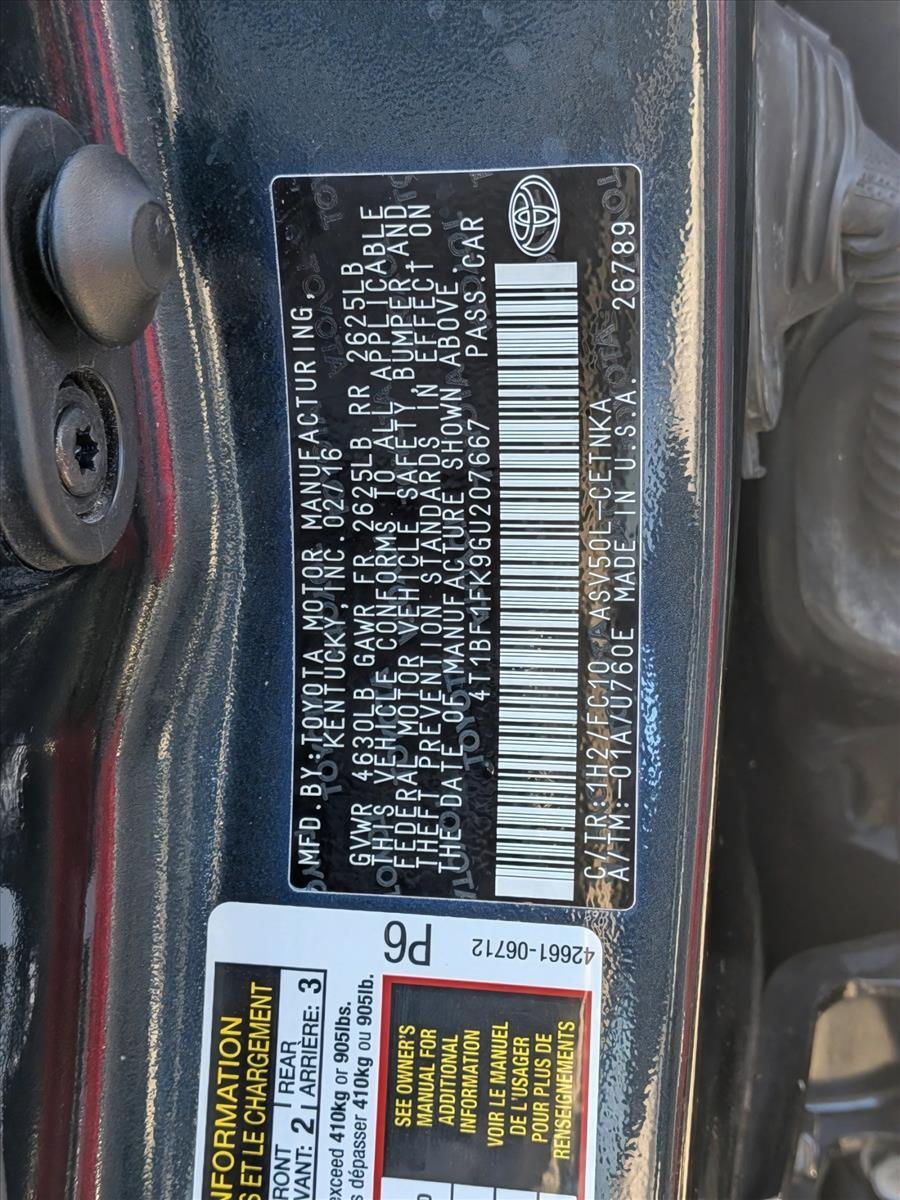 MFD.BY:TOYOTA MOTOR MANUFACTURING,
KENTUCKY,INC. 02/16
GVWR 4630LB GAWR FR 2625LB RR 2625LB
THIS VEHICLE CONFORMS TO ALL APPLICABLE
FEDERAL MOTOR VEHICLE SAFETY, BUMPER AND
THEFT PREVENTION STANDARDS IN EFFECT ON
THE DATE OF MANUFACTURE SHOWN ABOVE.
4T1BF1FK9GU207667 PASS.CAR
C/TR:1H2/FC10 ASV50L-CETNKA
A/TM:-01A/U760E MADE IN U.S.A. 26789
P6
42661-06712
NFORMATION
S ET LE CHARGEMENT
RONT
VANT: 2
REAR
ARRIÈRE: 3
exceed 410kg or 905lbs.
s dépasser 410kg ou 905lb.
SEE OWNER'S
MANUAL FOR
ADDITIONAL
INFORMATION
VOIR LE MANUEL
DE L'USAGER
POUR PLUS DE
RENSEIGNEMENTS